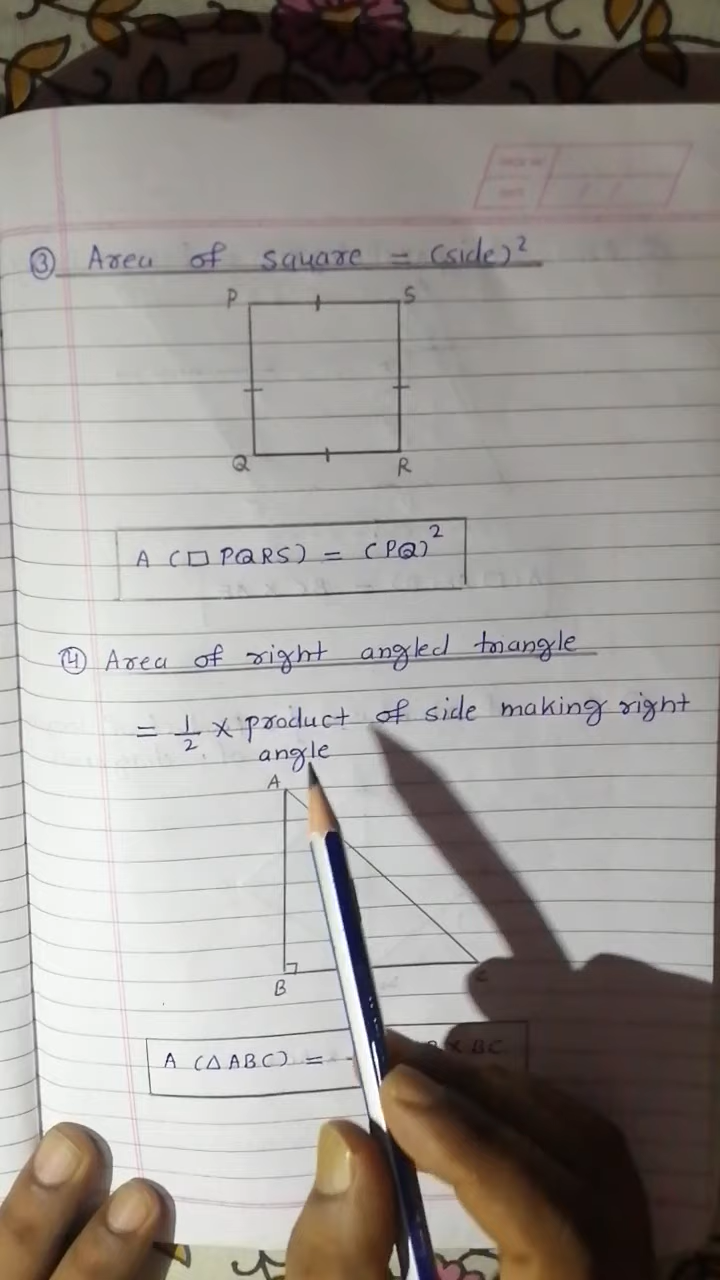 ③ Area of square = (side)²
P S
Q R
A (□ PQRS) = (PQ)²
④ Area of right angled triangle
= 1/2 × product of side making right
angle
A
B C
A (△ ABC) = × BC